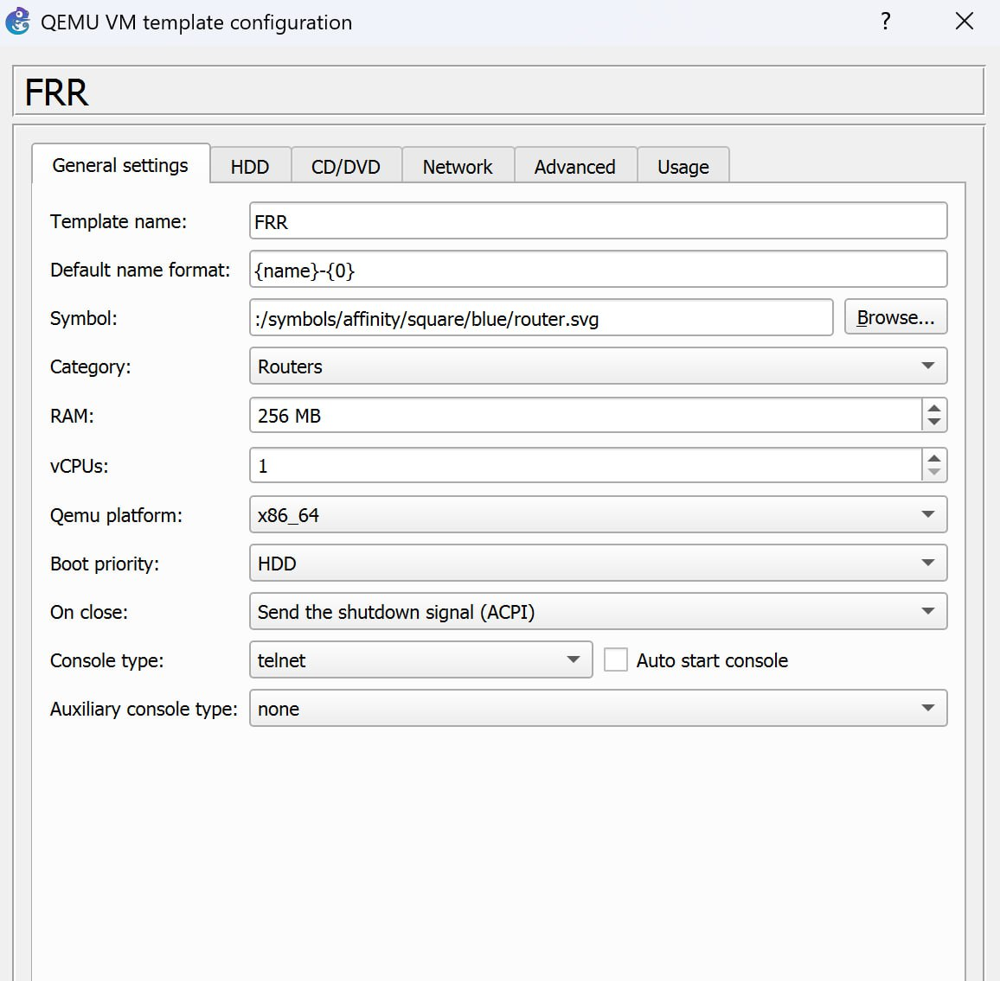 QEMU VM template configuration ?
FRR
General settings HDD CD/DVD Network Advanced Usage
Template name: FRR
Default name format: {name}-{0}
Symbol: :/symbols/affinity/square/blue/router.svg Browse...
Category: Routers
RAM: 256 MB
vCPUs: 1
Qemu platform: x86_64
Boot priority: HDD
On close: Send the shutdown signal (ACPI)
Console type: telnet Auto start console
Auxiliary console type: none